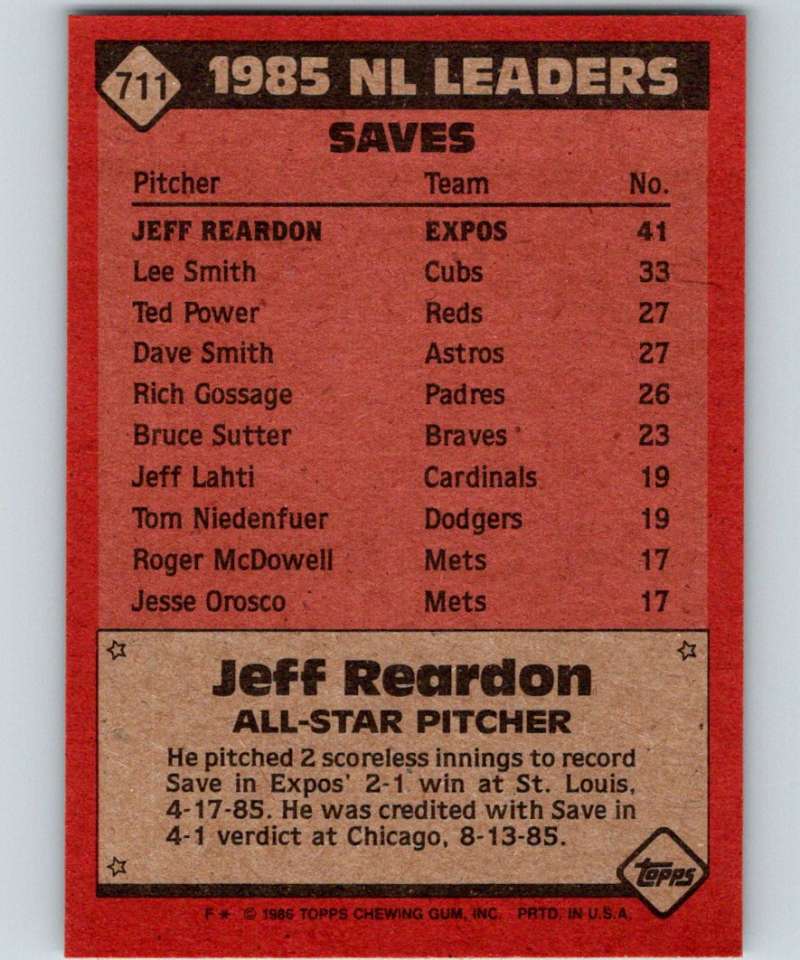 711 1985 NL LEADERS
SAVES
Pitcher Team No.
JEFF REARDON EXPOS 41
Lee Smith Cubs 33
Ted Power Reds 27
Dave Smith Astros 27
Rich Gossage Padres 26
Bruce Sutter Braves 23
Jeff Lahti Cardinals 19
Tom Niedenfuer Dodgers 19
Roger McDowell Mets 17
Jesse Orosco Mets 17
Jeff Reardon
ALL-STAR PITCHER
He pitched 2 scoreless innings to record
Save in Expos' 2-1 win at St. Louis,
4-17-85. He was credited with Save in
4-1 verdict at Chicago, 8-13-85.
topps
F* © 1986 TOPPS CHEWING GUM, INC. PRTD. IN U.S.A.